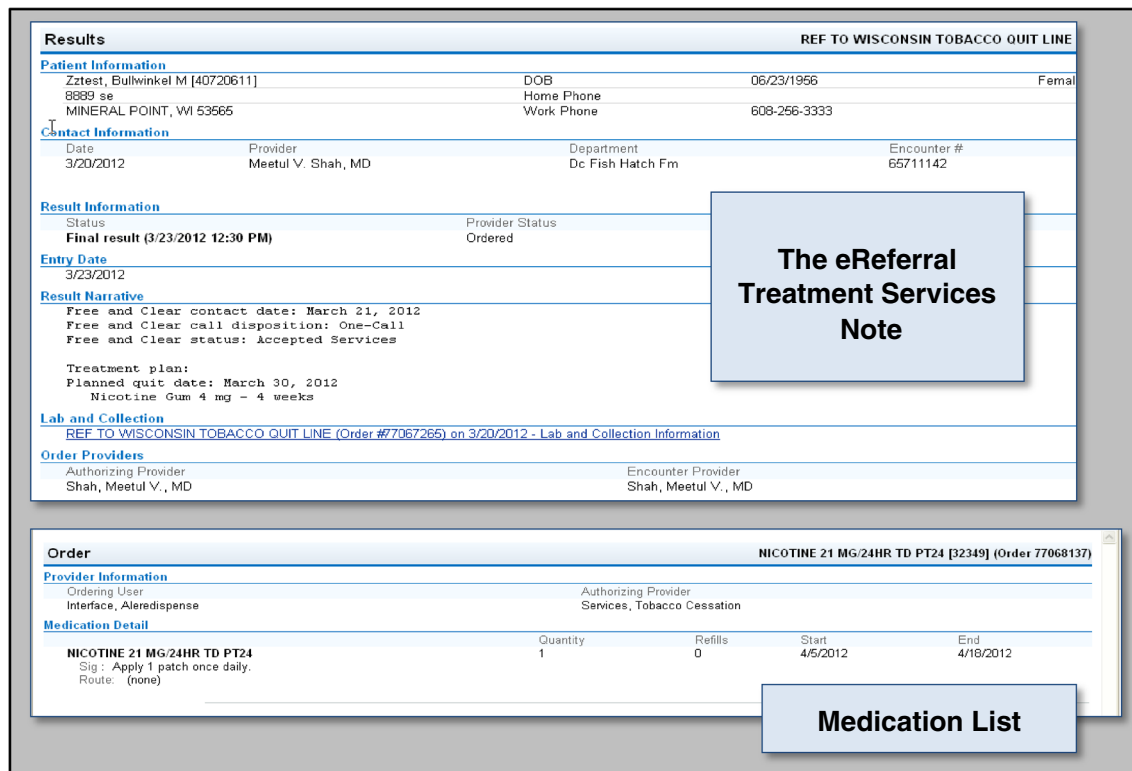 Results REF TO WISCONSIN TOBACCO QUIT LINE
Patient Information
Zztest, Bullwinkel M [40720611] DOB 06/23/1956 Femal
8889 se Home Phone
MINERAL POINT, WI 53565 Work Phone 608-256-3333
Contact Information
Date Provider Department Encounter #
3/20/2012 Meetul V. Shah, MD Dc Fish Hatch Fm 65711142
Result Information
Status Provider Status
Final result (3/23/2012 12:30 PM) Ordered
Entry Date
3/23/2012
Result Narrative
Free and Clear contact date: March 21, 2012
Free and Clear call disposition: One-Call
Free and Clear status: Accepted Services
Treatment plan:
Planned quit date: March 30, 2012
Nicotine Gum 4 mg - 4 weeks
Lab and Collection
REF TO WISCONSIN TOBACCO QUIT LINE (Order #77067265) on 3/20/2012 - Lab and Collection Information
Order Providers
Authorizing Provider Encounter Provider
Shah, Meetul V., MD Shah, Meetul V., MD
The eReferral
Treatment Services
Note
Order NICOTINE 21 MG/24HR TD PT24 [32349] (Order 77068137)
Provider Information
Ordering User Authorizing Provider
Interface, Aleredispense Services, Tobacco Cessation
Medication Detail
Quantity Refills Start End
NICOTINE 21 MG/24HR TD PT24 1 0 4/5/2012 4/18/2012
Sig : Apply 1 patch once daily.
Route: (none)
Medication List